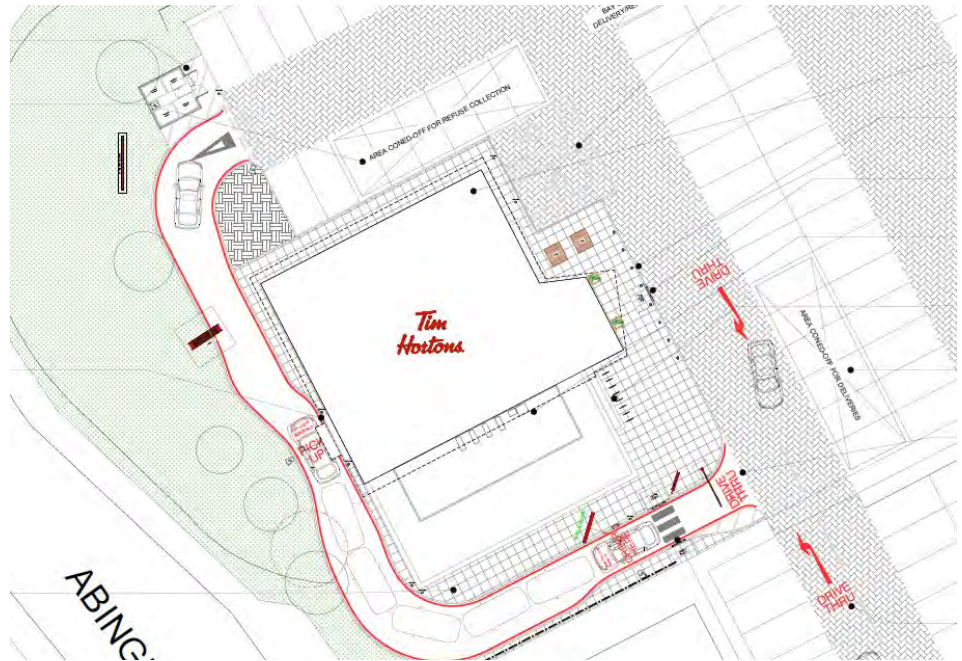 BAY
DELIVERY/RE
AREA CONED-OFF FOR REFUSE COLLECTION
DRIVE
THRU
Tim
Hortons.
AREA CONED-OFF FOR DELIVERIES
PICK
UP
DRIVE
THRU
DRIVE
THRU
ABING